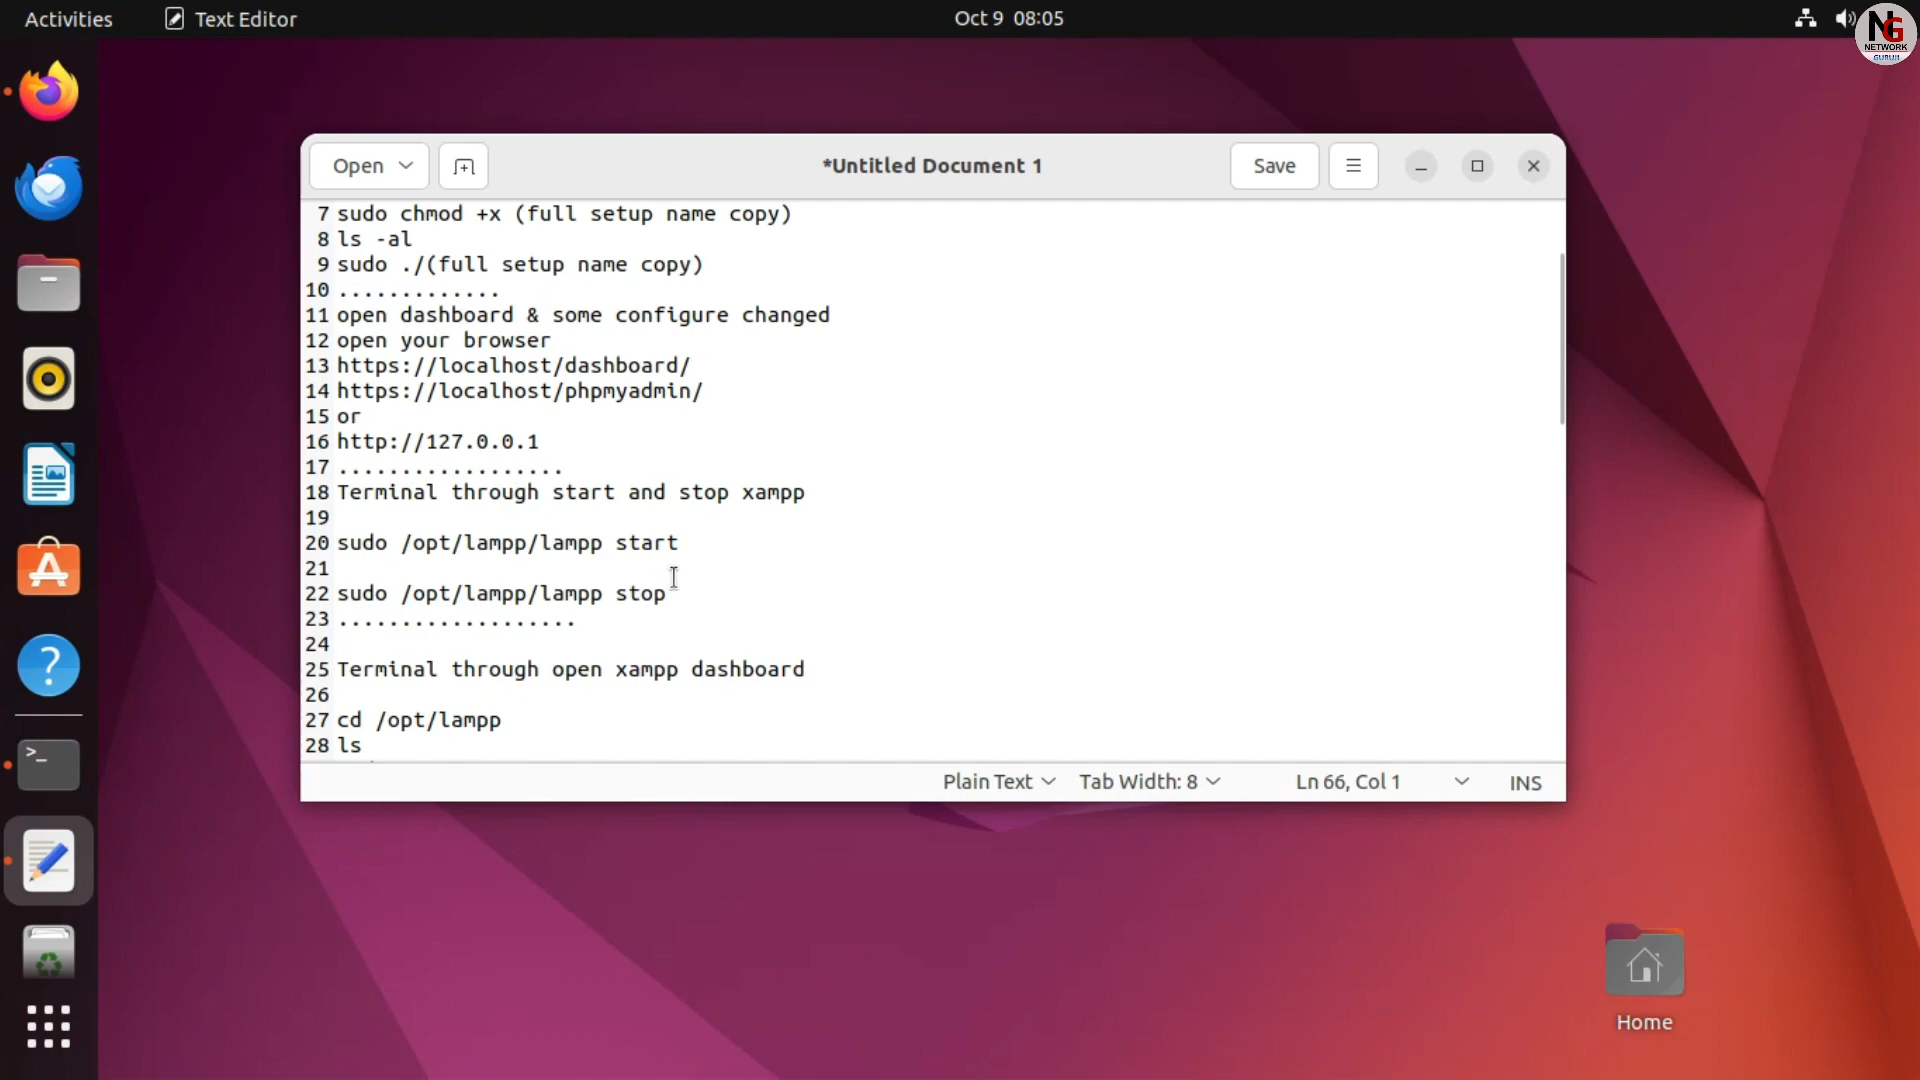 Activities
Text Editor
Oct 9 08:05
NG
NETWORK
GURUJI
Open
*Untitled Document 1
Save
7 sudo chmod +x (full setup name copy)
8 ls -al
9 sudo ./(full setup name copy)
10 .............
11 open dashboard & some configure changed
12 open your browser
13 https://localhost/dashboard/
14 https://localhost/phpmyadmin/
15 or
16 http://127.0.0.1
17 ..................
18 Terminal through start and stop xampp
19
20 sudo /opt/lampp/lampp start
21
22 sudo /opt/lampp/lampp stop
23 ...................
24
25 Terminal through open xampp dashboard
26
27 cd /opt/lampp
28 ls
Plain Text
Tab Width: 8
Ln 66, Col 1
INS
Home